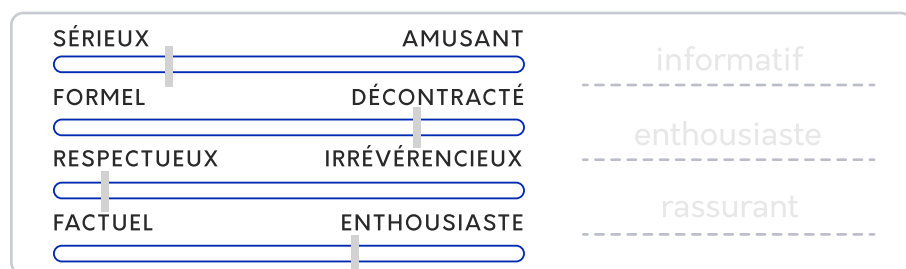 SÉRIEUX AMUSANT
informatif
FORMEL DÉCONTRACTÉ
enthousiaste
RESPECTUEUX IRRÉVÉRENCIEUX
rassurant
FACTUEL ENTHOUSIASTE